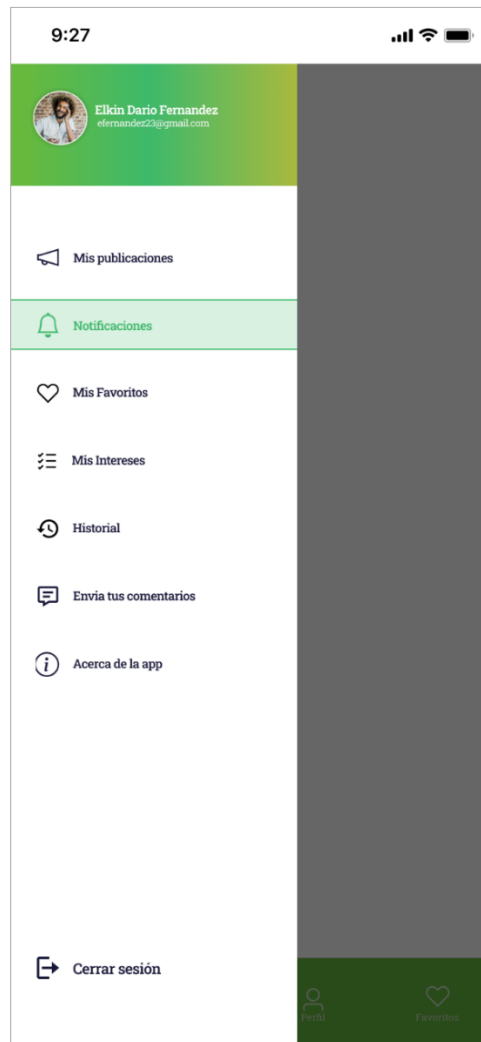 9:27
Elkin Dario Fernandez
efernandez23@gmail.com
Mis publicaciones
Notificaciones
Mis Favoritos
Mis Intereses
Historial
Envia tus comentarios
Acerca de la app
Cerrar sesión
Perfil
Favoritos